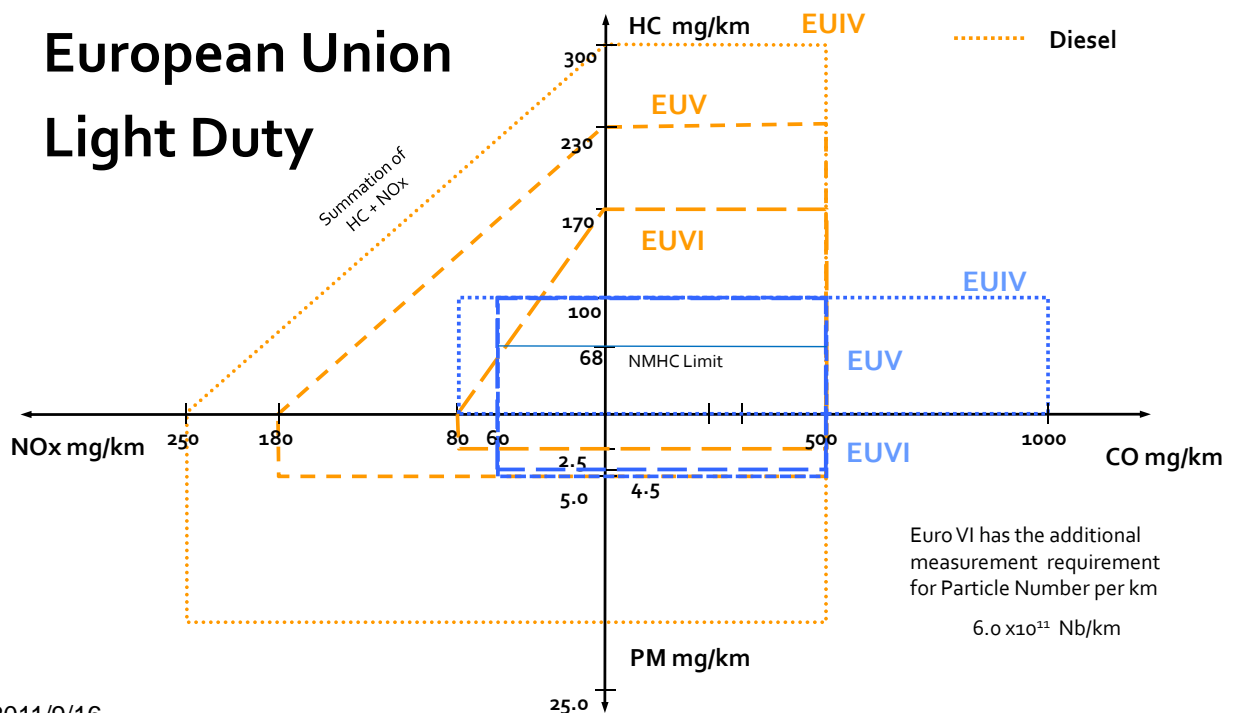 European Union
Light Duty
HC mg/km
EUIV
Diesel
300
EUV
230
Summation of
HC + NOx
170
EUVI
EUIV
100
68
NMHC Limit
EUV
NOx mg/km
250
180
80
60
500
1000
CO mg/km
EUVI
2.5
4.5
5.0
Euro VI has the additional
measurement requirement
for Particle Number per km
6.0 x10¹¹ Nb/km
PM mg/km
25.0
2011/9/16